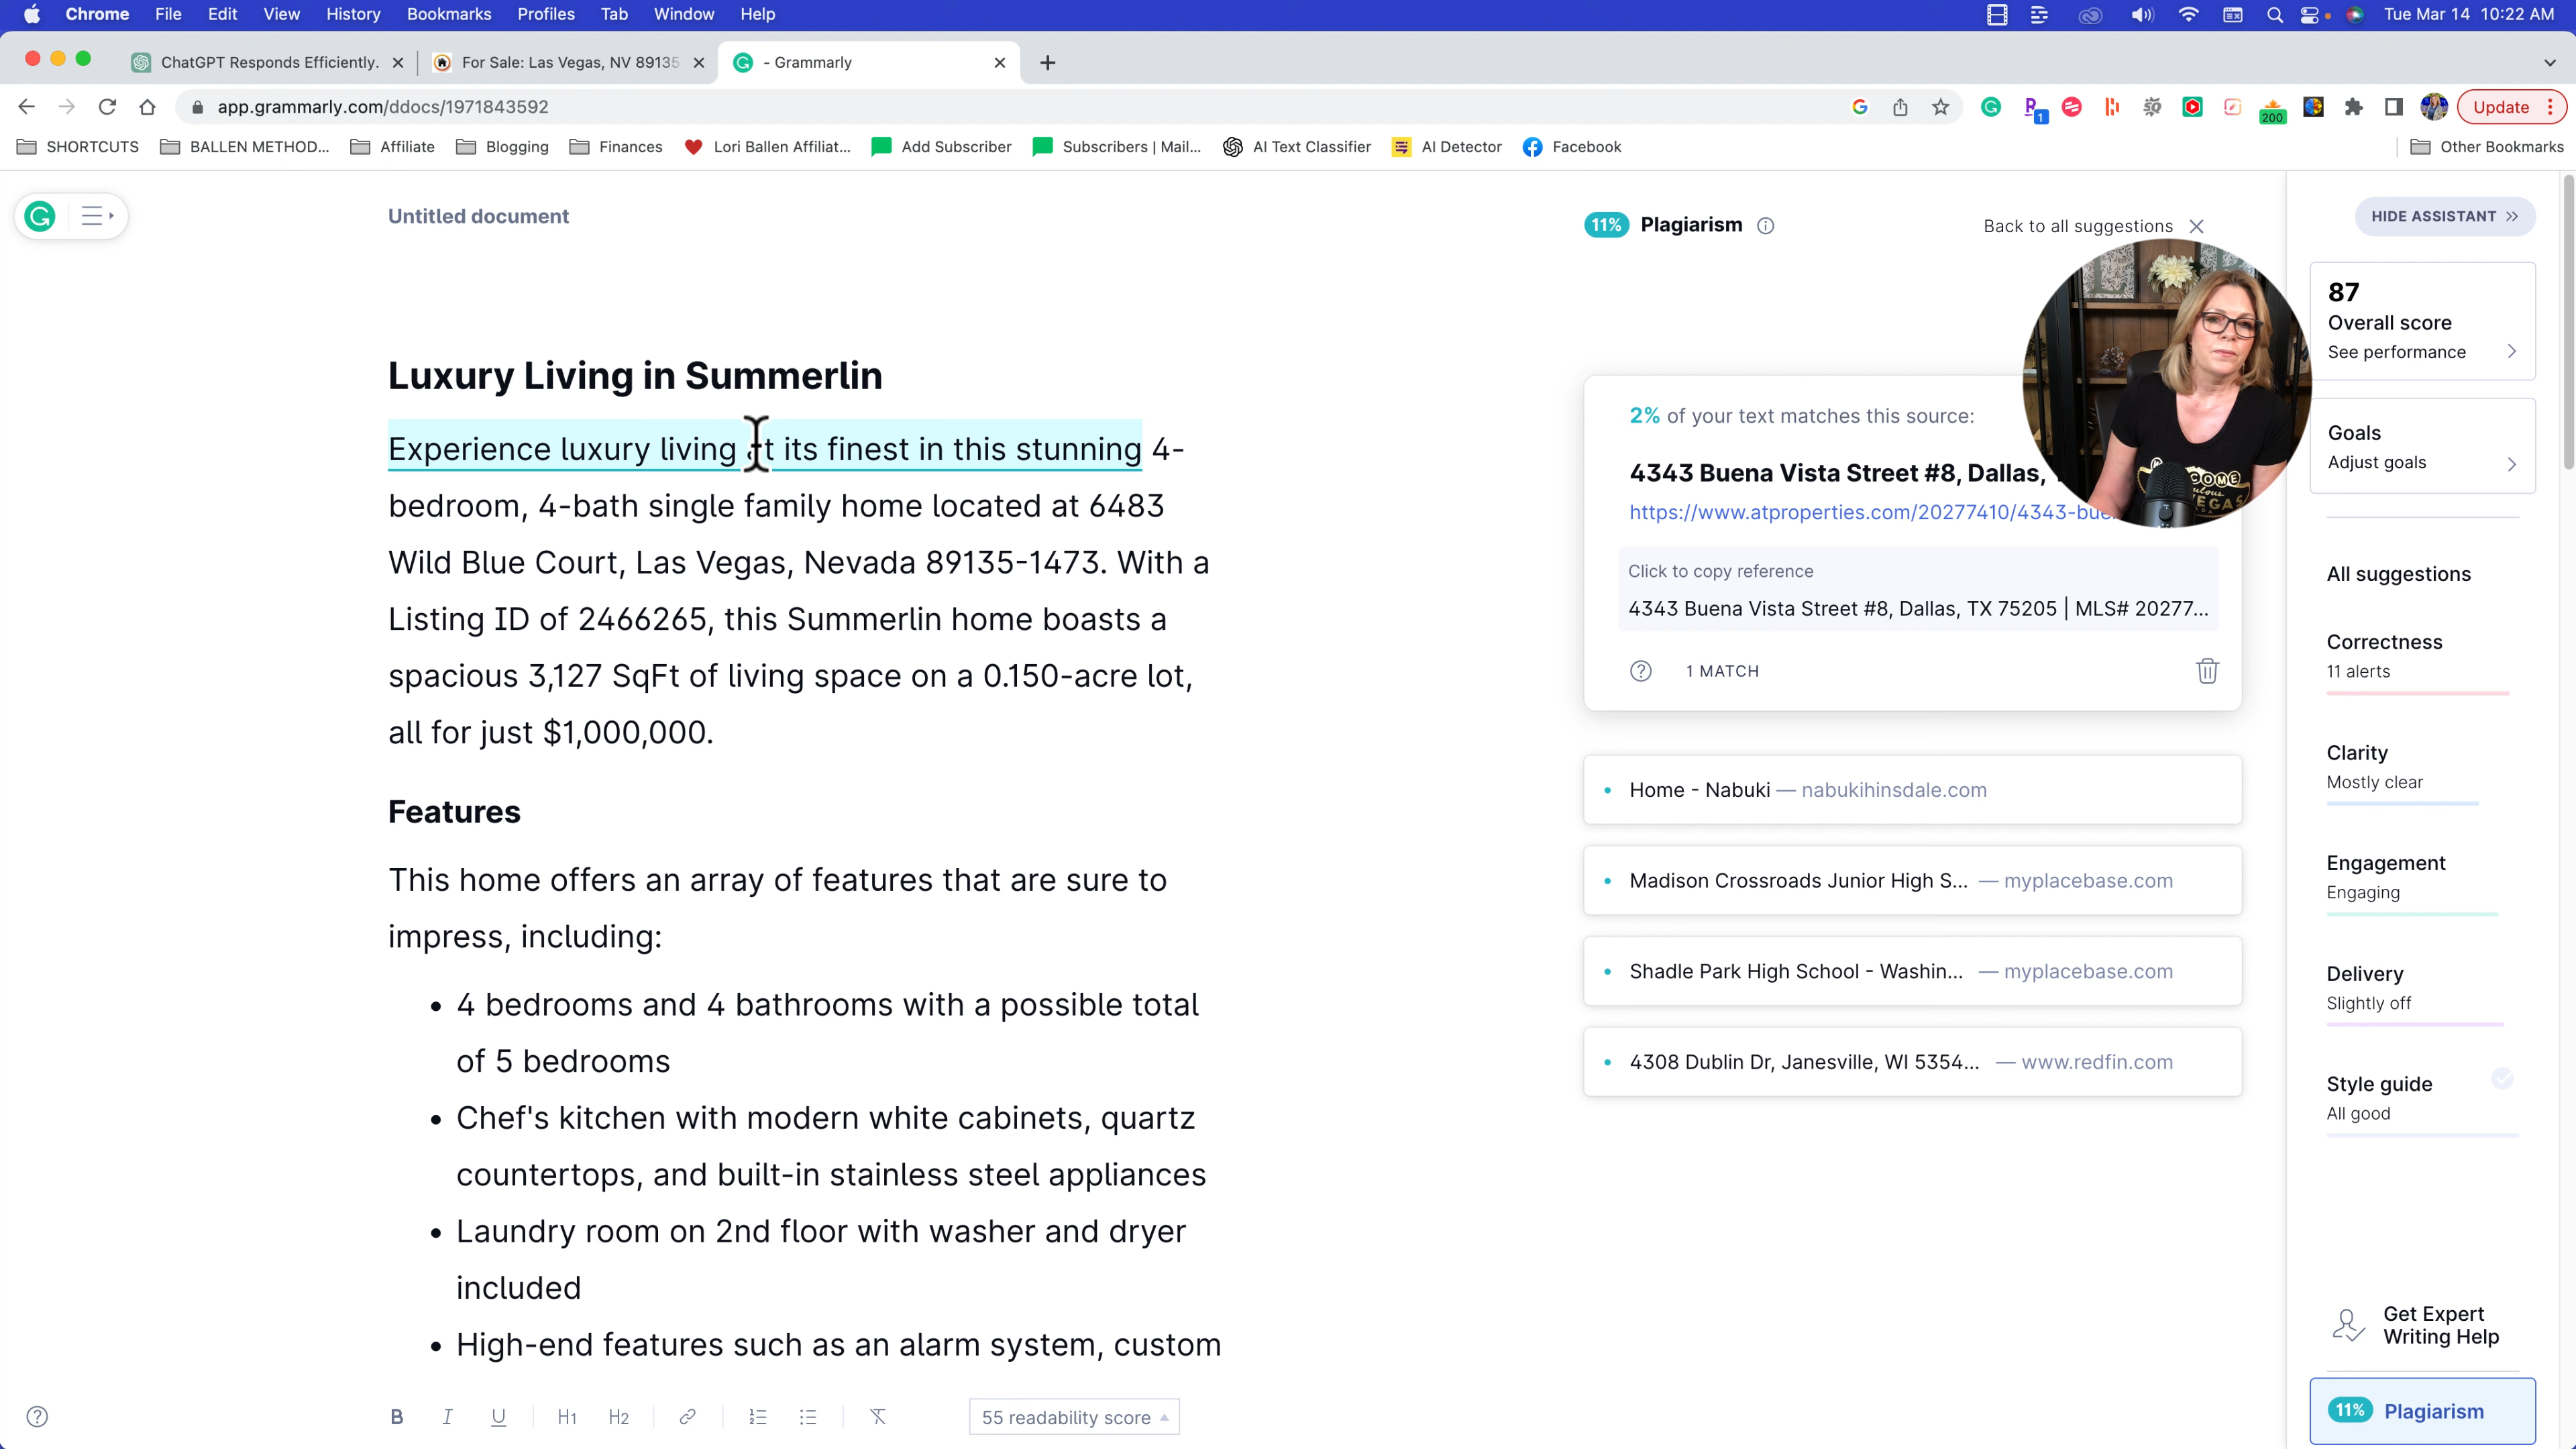 Chrome File Edit View History Bookmarks Profiles Tab Window Help Tue Mar 14 10:22 AM
ChatGPT Responds Efficiently. For Sale: Las Vegas, NV 89135 - Grammarly
app.grammarly.com/ddocs/1971843592 1 200 Update
SHORTCUTS BALLEN METHOD... Affiliate Blogging Finances Lori Ballen Affiliat... Add Subscriber Subscribers | Mail... AI Text Classifier AI Detector Facebook Other Bookmarks
Untitled document
Luxury Living in Summerlin
Experience luxury living at its finest in this stunning 4-
bedroom, 4-bath single family home located at 6483
Wild Blue Court, Las Vegas, Nevada 89135-1473. With a
Listing ID of 2466265, this Summerlin home boasts a
spacious 3,127 SqFt of living space on a 0.150-acre lot,
all for just $1,000,000.
Features
This home offers an array of features that are sure to
impress, including:
• 4 bedrooms and 4 bathrooms with a possible total
of 5 bedrooms
• Chef's kitchen with modern white cabinets, quartz
countertops, and built-in stainless steel appliances
• Laundry room on 2nd floor with washer and dryer
included
• High-end features such as an alarm system, custom
B I U H1 H2 55 readability score
11% Plagiarism Back to all suggestions
2% of your text matches this source:
4343 Buena Vista Street #8, Dallas,
https://www.atproperties.com/20277410/4343-bue
Click to copy reference
4343 Buena Vista Street #8, Dallas, TX 75205 | MLS# 20277...
1 MATCH
Home - Nabuki — nabukihinsdale.com
Madison Crossroads Junior High S... — myplacebase.com
Shadle Park High School - Washin... — myplacebase.com
4308 Dublin Dr, Janesville, WI 5354... — www.redfin.com
HIDE ASSISTANT
87
Overall score
See performance
Goals
Adjust goals
All suggestions
Correctness
11 alerts
Clarity
Mostly clear
Engagement
Engaging
Delivery
Slightly off
Style guide
All good
Get Expert
Writing Help
11% Plagiarism